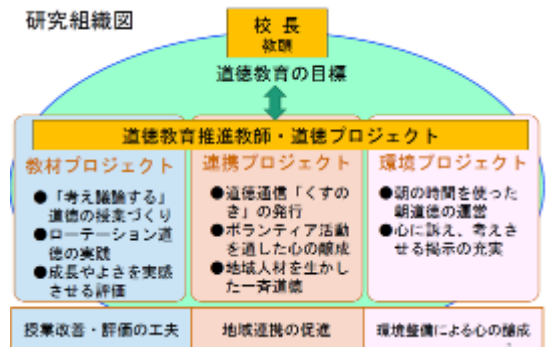 研究組織図
校長
教頭
道徳教育の目標
道徳教育推進教師・道徳プロジェクト
教材プロジェクト
●「考え議論する」
道徳の授業づくり
●ローテーション道
徳の実践
●成長やよさを実感
させる評価
連携プロジェクト
●道徳通信「くすの
き」の発行
●ボランティア活動
を通した心の醸成
●地域人材を生かし
た一斉道徳
環境プロジェクト
●朝の時間を使った
朝道徳の運営
●心に訴え、考えさ
せる掲示の充実
授業改善・評価の工夫
地域連携の促進
環境整備による心の醸成